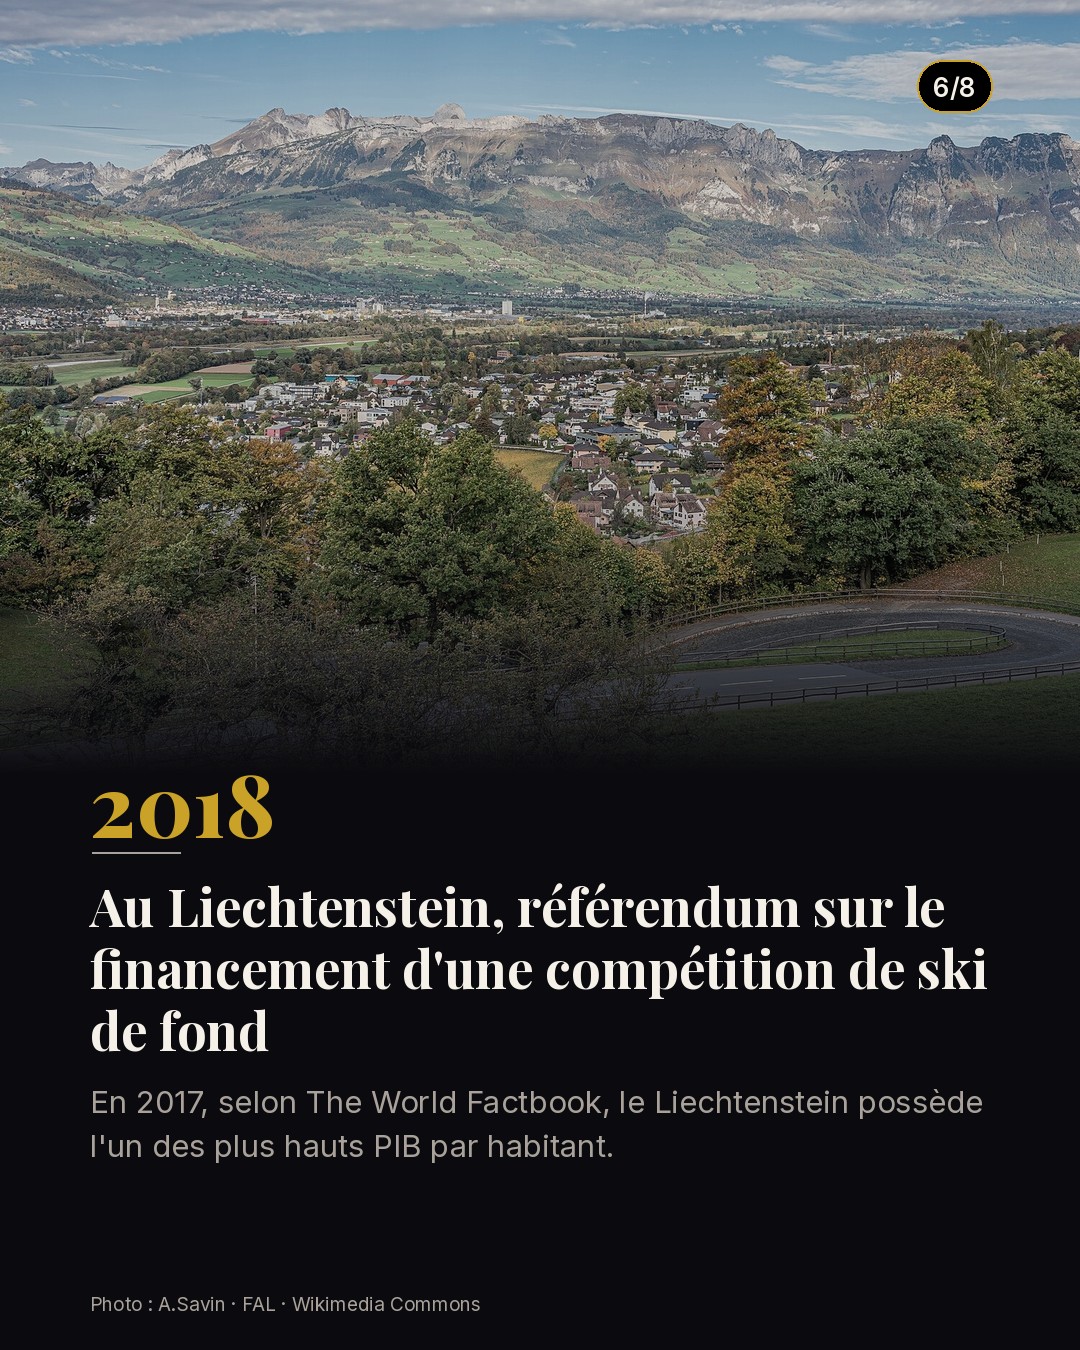 6/8
2018
Au Liechtenstein, référendum sur le
financement d'une compétition de ski
de fond
En 2017, selon The World Factbook, le Liechtenstein possède
l'un des plus hauts PIB par habitant.
Photo : A.Savin · FAL · Wikimedia Commons